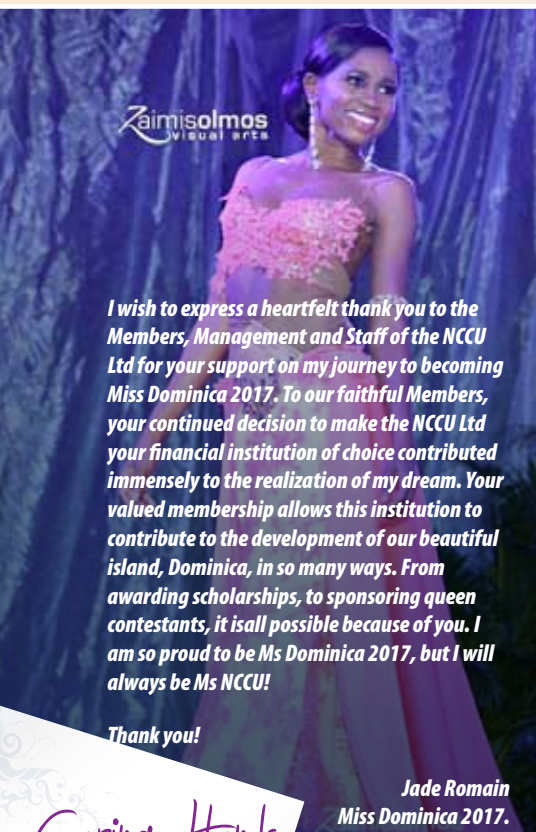 Zaimisolmos
visual arts
I wish to express a heartfelt thank you to the
Members, Management and Staff of the NCCU
Ltd for your support on my journey to becoming
Miss Dominica 2017. To our faithful Members,
your continued decision to make the NCCU Ltd
your financial institution of choice contributed
immensely to the realization of my dream. Your
valued membership allows this institution to
contribute to the development of our beautiful
island, Dominica, in so many ways. From
awarding scholarships, to sponsoring queen
contestants, it isall possible because of you. I
am so proud to be Ms Dominica 2017, but I will
always be Ms NCCU!
Thank you!
Jade Romain
Miss Dominica 2017.